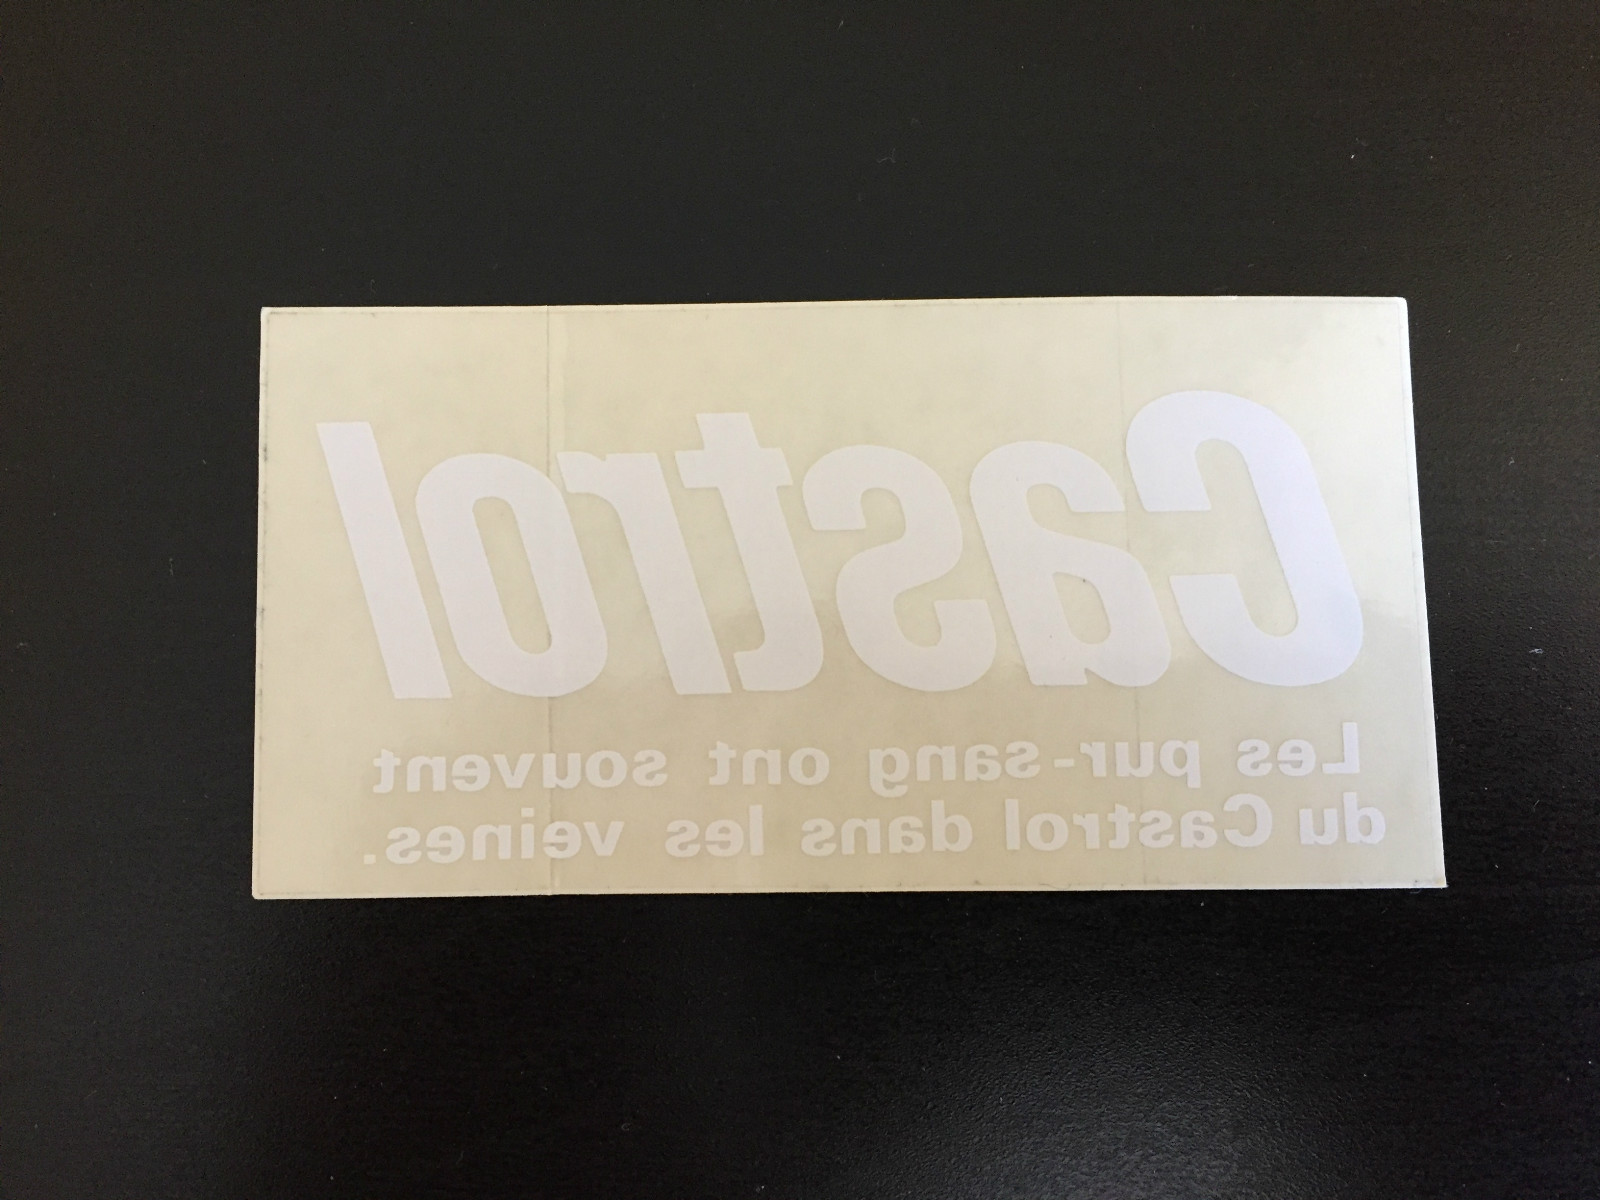 Castrol
Les pur-sang ont souvent
du Castrol dans les veines.